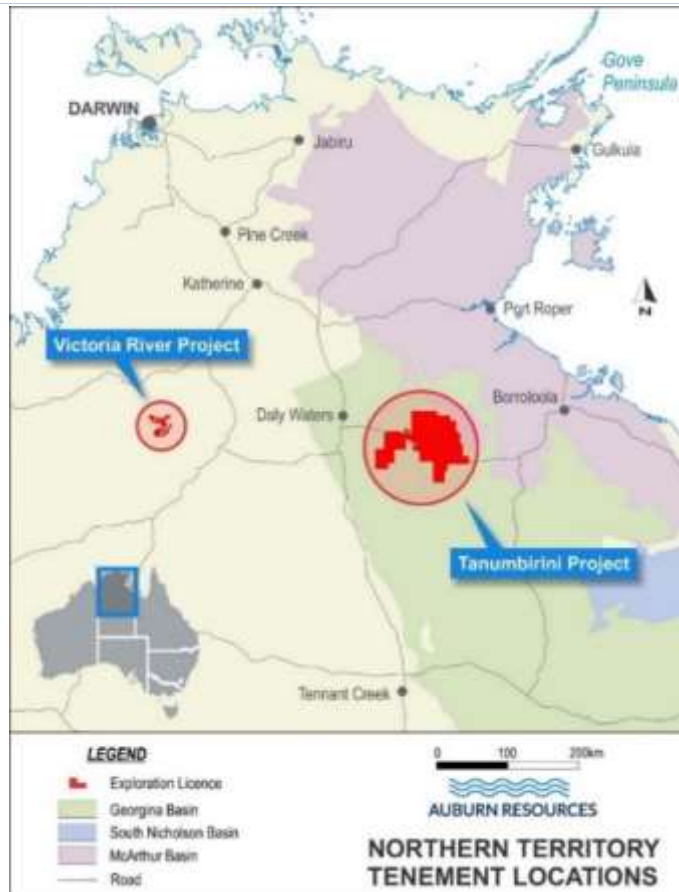 Gove
Peninsula
DARWIN
Jabiru
Gulkula
Pine Creek
Katherine
Port Roper
N
Victoria River Project
Daly Waters
Borroloola
Tanumbirini Project
Tennant Creek
LEGEND
Exploration Licence
Georgina Basin
South Nicholson Basin
McArthur Basin
Road
0 100 200km
AUBURN RESOURCES
NORTHERN TERRITORY
TENEMENT LOCATIONS